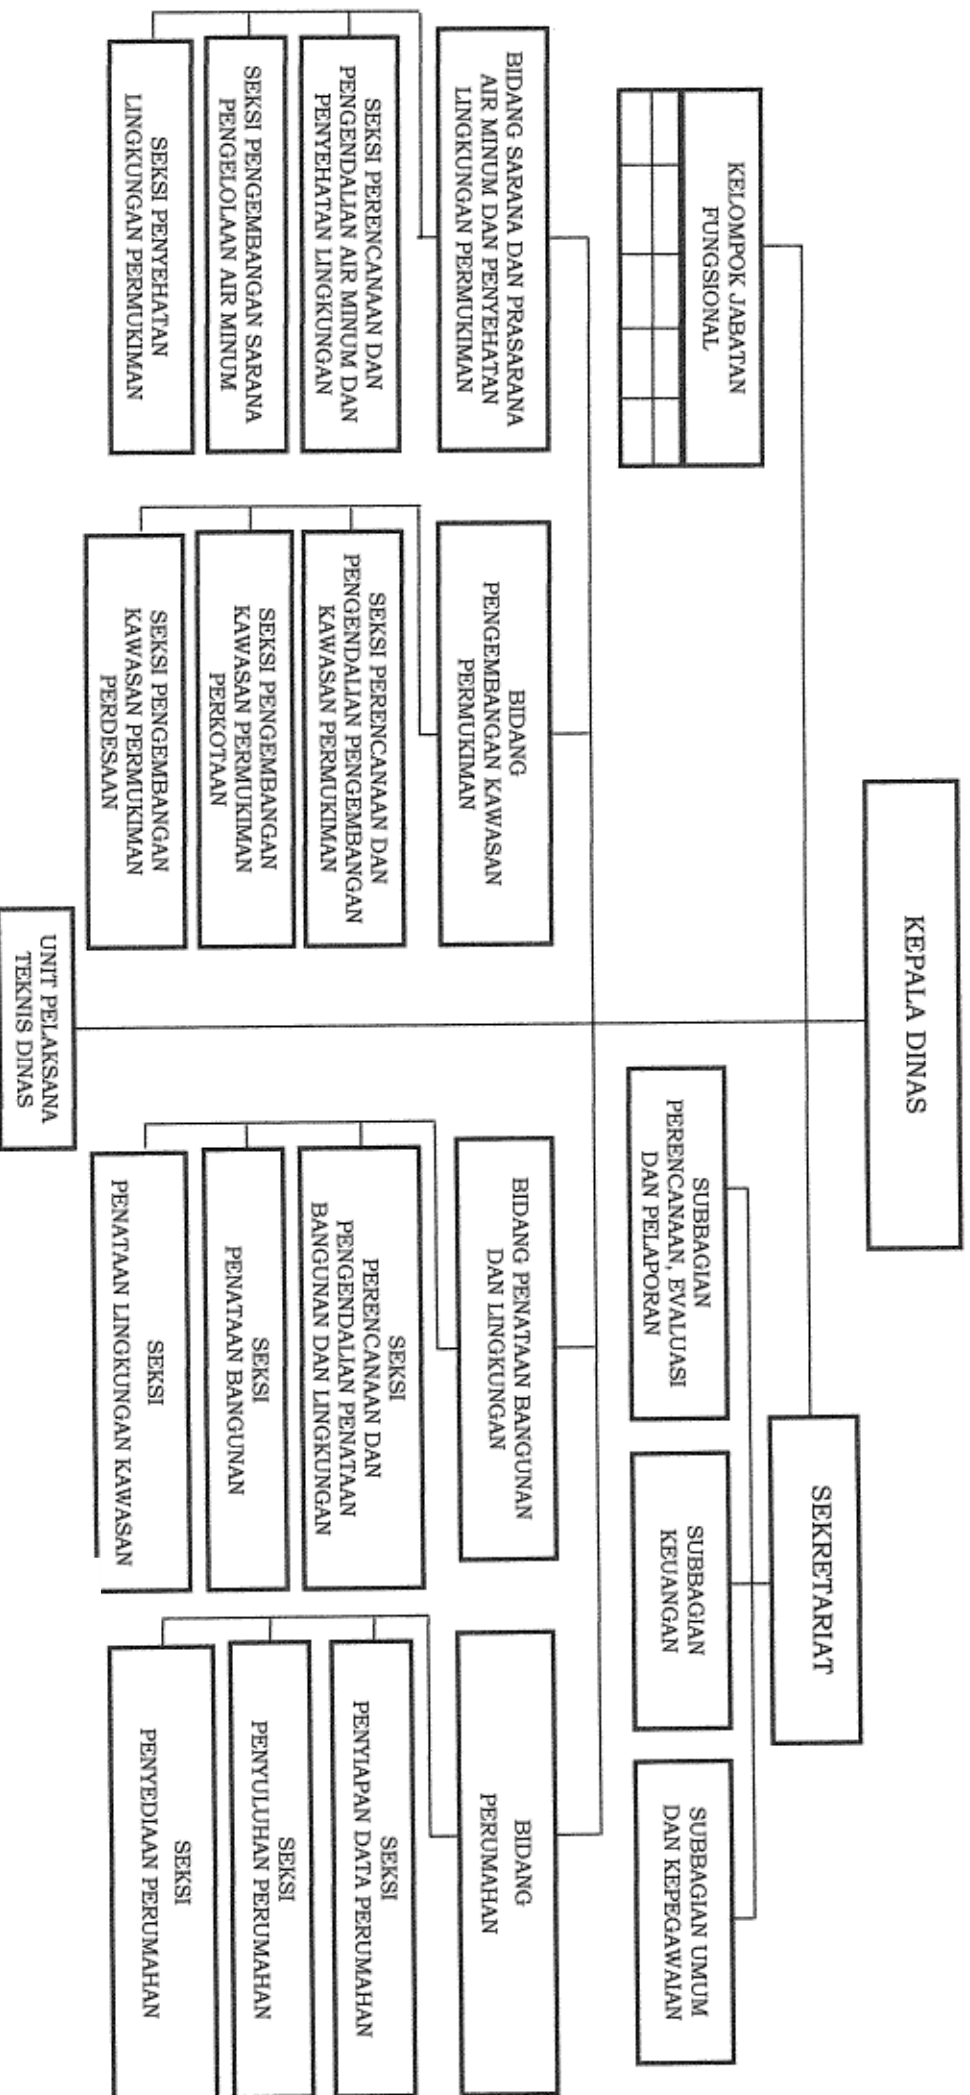 KEPALA DINAS
KELOMPOK JABATAN
FUNGSIONAL
SEKRETARIAT
SUBBAGIAN
PERENCANAAN, EVALUASI
DAN PELAPORAN
SUBBAGIAN
KEUANGAN
SUBBAGIAN UMUM
DAN KEPEGAWAIAN
BIDANG SARANA DAN PRASARANA
AIR MINUM DAN PENYEHATAN
LINGKUNGAN PERMUKIMAN
SEKSI PERENCANAAN DAN
PENGENDALIAN AIR MINUM DAN
PENYEHATAN LINGKUNGAN
SEKSI PENGEMBANGAN SARANA
PENGELOLAAN AIR MINUM
SEKSI PENYEHATAN
LINGKUNGAN PERMUKIMAN
BIDANG
PENGEMBANGAN KAWASAN
PERMUKIMAN
SEKSI PERENCANAAN DAN
PENGENDALIAN PENGEMBANGAN
KAWASAN PERMUKIMAN
SEKSI PENGEMBANGAN
KAWASAN PERMUKIMAN
PERKOTAAN
SEKSI PENGEMBANGAN
KAWASAN PERMUKIMAN
PERDESAAN
BIDANG PENATAAN BANGUNAN
DAN LINGKUNGAN
SEKSI
PERENCANAAN DAN
PENGENDALIAN PENATAAN
BANGUNAN DAN LINGKUNGAN
SEKSI
PENATAAN BANGUNAN
SEKSI
PENATAAN LINGKUNGAN KAWASAN
BIDANG
PERUMAHAN
SEKSI
PENYIAPAN DATA PERUMAHAN
SEKSI
PENYULUHAN PERUMAHAN
SEKSI
PENYEDIAAN PERUMAHAN
UNIT PELAKSANA
TEKNIS DINAS